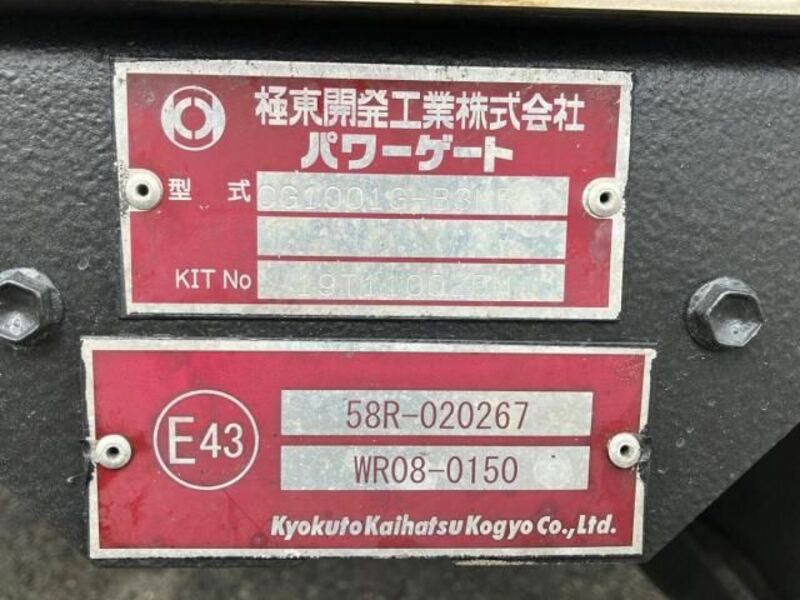 極東開発工業株式会社
パワーゲート
型 式
KIT No
E43
58R-020267
WR08-0150
Kyokuto Kaihatsu Kogyo Co.,Ltd.